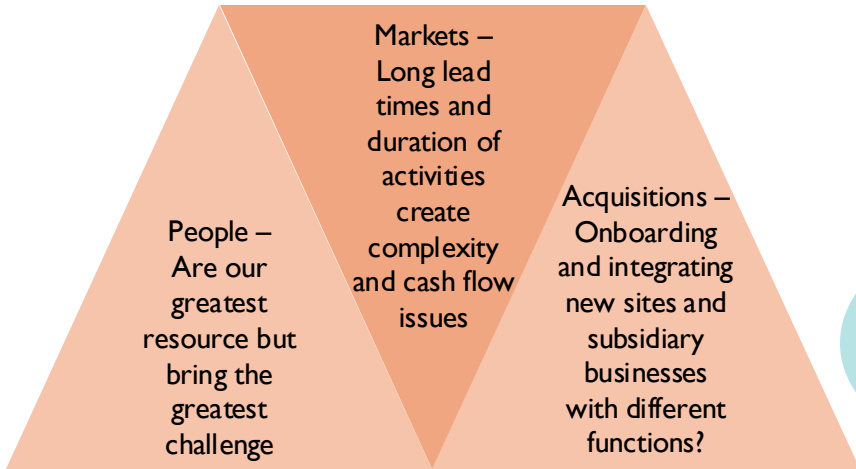 People –
Are our
greatest
resource but
bring the
greatest
challenge
Markets –
Long lead
times and
duration of
activities
create
complexity
and cash flow
issues
Acquisitions –
Onboarding
and integrating
new sites and
subsidiary
businesses
with different
functions?